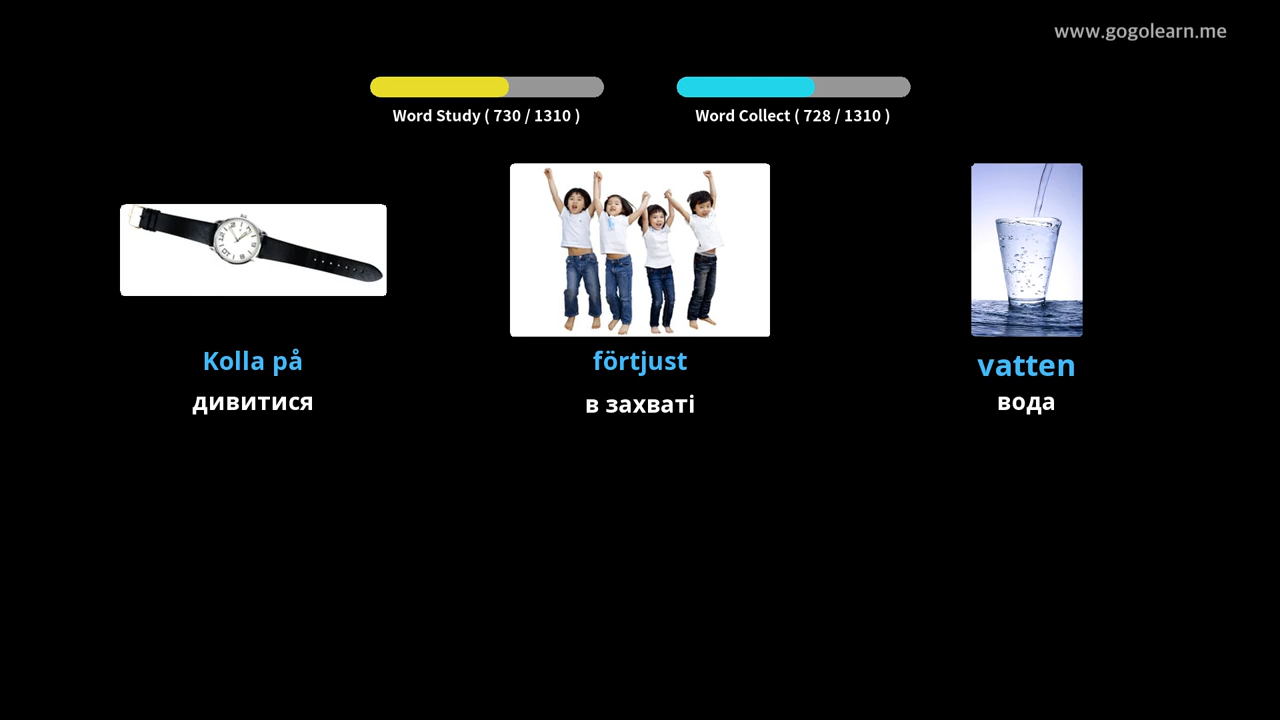 www.gogolearn.me
Word Study ( 730 / 1310 )
Word Collect ( 728 / 1310 )
Kolla på
дивитися
förtjust
в захваті
vatten
вода